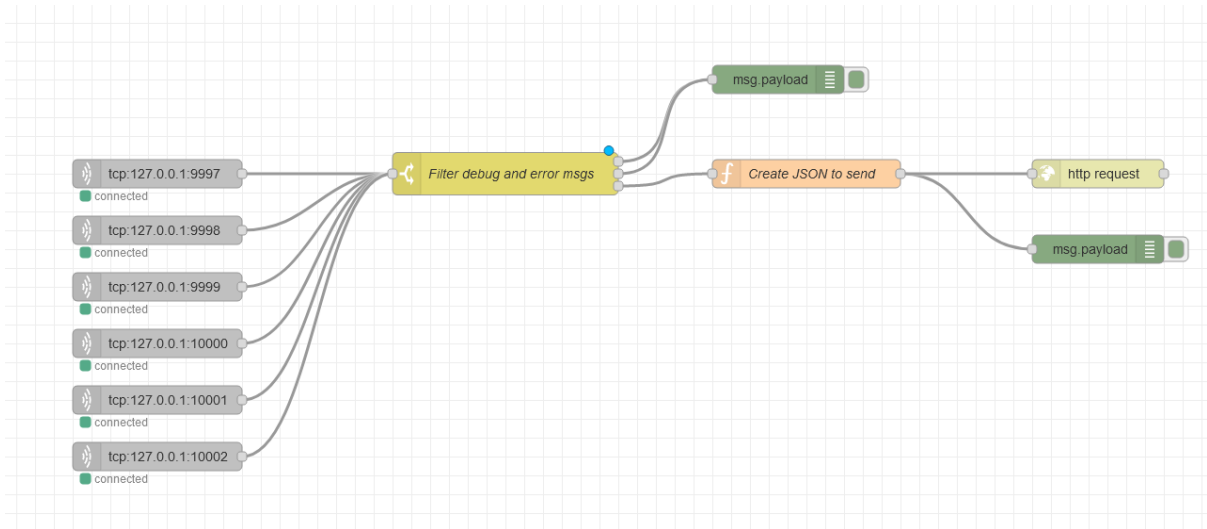 msg.payload
tcp:127.0.0.1:9997
connected
Filter debug and error msgs
Create JSON to send
http request
tcp:127.0.0.1:9998
connected
msg.payload
tcp:127.0.0.1:9999
connected
tcp:127.0.0.1:10000
connected
tcp:127.0.0.1:10001
connected
tcp:127.0.0.1:10002
connected